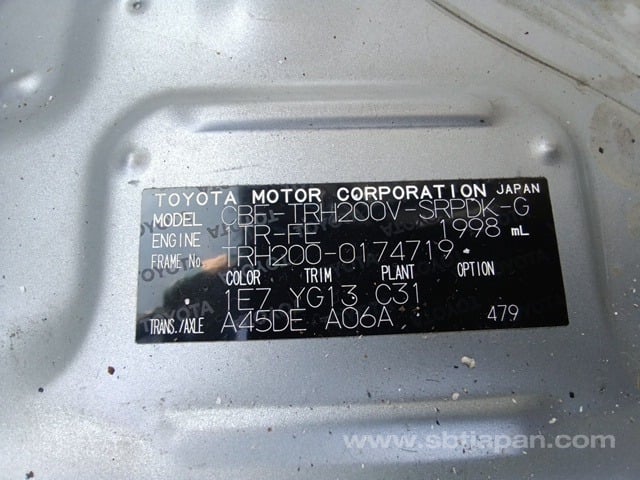 TOYOTA MOTOR CORPORATION JAPAN
MODEL CBF-TRH200V-SRPDK-G
ENGINE 1TR-FE 1998 mL
FRAME No. TRH200-0174719
COLOR TRIM PLANT OPTION
1E7 YG13 C31
TRANS./AXLE A45DE A06A 479
www.sbtjapan.com